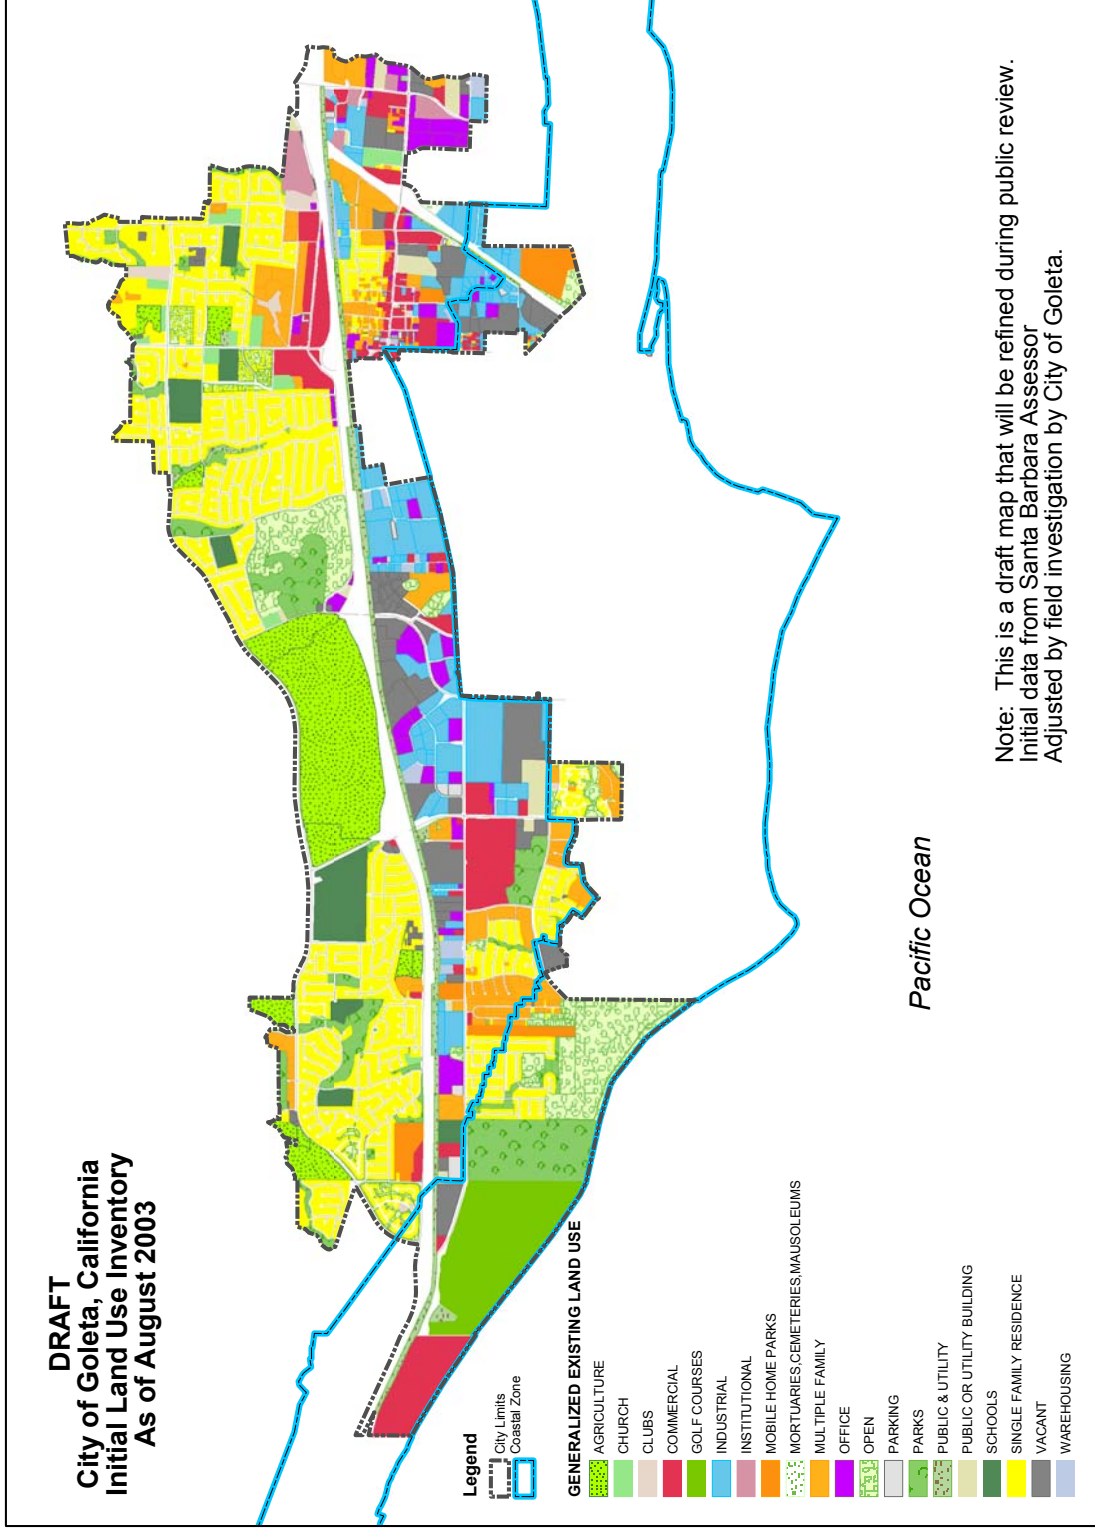 DRAFT
City of Goleta, California
Initial Land Use Inventory
As of August 2003
Legend
City Limits
Coastal Zone
GENERALIZED EXISTING LAND USE
AGRICULTURE
CHURCH
CLUBS
COMMERCIAL
GOLF COURSES
INDUSTRIAL
INSTITUTIONAL
MOBILE HOME PARKS
MORTUARIES,CEMETERIES,MAUSOLEUMS
MULTIPLE FAMILY
OFFICE
OPEN
PARKING
PARKS
PUBLIC & UTILITY
PUBLIC OR UTILITY BUILDING
SCHOOLS
SINGLE FAMILY RESIDENCE
VACANT
WAREHOUSING
Pacific Ocean
Note: This is a draft map that will be refined during public review.
Initial data from Santa Barbara Assessor
Adjusted by field investigation by City of Goleta.